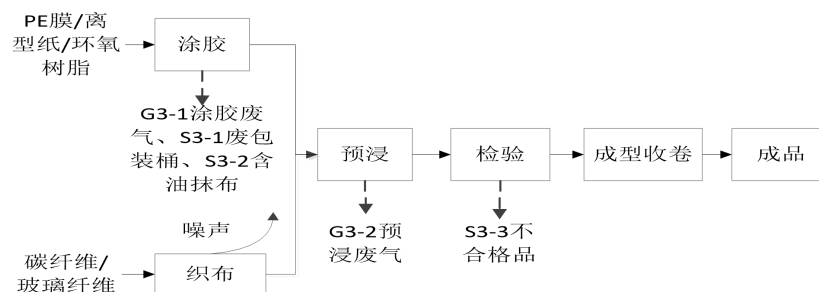 PE膜/离
型纸/环氧
树脂
涂胶
G3-1涂胶废
气、S3-1废包
装桶、S3-2含
油抹布
预浸
检验
成型收卷
成品
G3-2预
浸废气
S3-3不
合格品
噪声
碳纤维/
玻璃纤维
织布